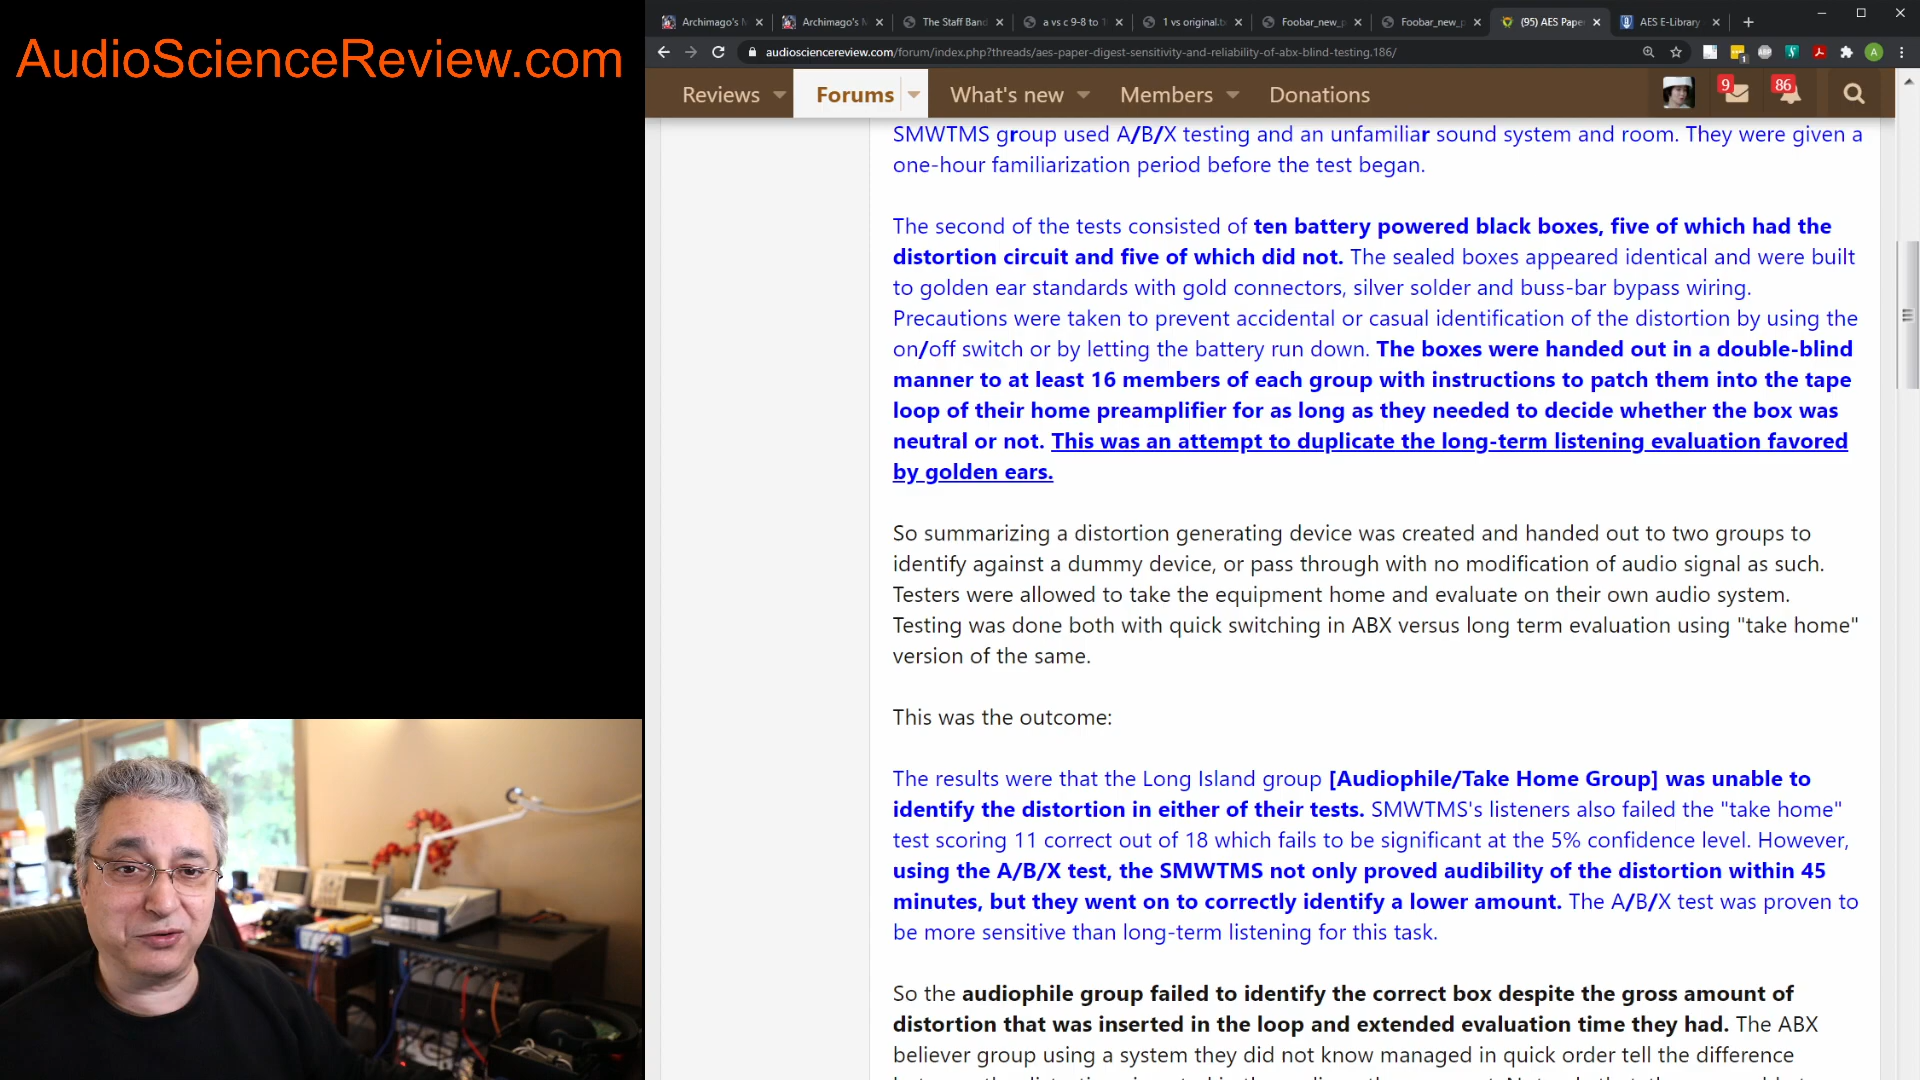 AudioScienceReview.com
Archimago's M
Archimago's M
The Staff Band
a vs c 9-8 to 1
1 vs original.tx
Foobar_new_p
Foobar_new_p
(95) AES Pape
AES E-Library
audiosciencereview.com/forum/index.php?threads/aes-paper-digest-sensitivity-and-reliability-of-abx-blind-testing.186/
1
A
Reviews
Forums
What's new
Members
Donations
9
86
SMWTMS group used A/B/X testing and an unfamiliar sound system and room. They were given a
one-hour familiarization period before the test began.
The second of the tests consisted of ten battery powered black boxes, five of which had the
distortion circuit and five of which did not. The sealed boxes appeared identical and were built
to golden ear standards with gold connectors, silver solder and buss-bar bypass wiring.
Precautions were taken to prevent accidental or casual identification of the distortion by using the
on/off switch or by letting the battery run down. The boxes were handed out in a double-blind
manner to at least 16 members of each group with instructions to patch them into the tape
loop of their home preamplifier for as long as they needed to decide whether the box was
neutral or not. This was an attempt to duplicate the long-term listening evaluation favored
by golden ears.
So summarizing a distortion generating device was created and handed out to two groups to
identify against a dummy device, or pass through with no modification of audio signal as such.
Testers were allowed to take the equipment home and evaluate on their own audio system.
Testing was done both with quick switching in ABX versus long term evaluation using "take home"
version of the same.
This was the outcome:
The results were that the Long Island group [Audiophile/Take Home Group] was unable to
identify the distortion in either of their tests. SMWTMS's listeners also failed the "take home"
test scoring 11 correct out of 18 which fails to be significant at the 5% confidence level. However,
using the A/B/X test, the SMWTMS not only proved audibility of the distortion within 45
minutes, but they went on to correctly identify a lower amount. The A/B/X test was proven to
be more sensitive than long-term listening for this task.
So the audiophile group failed to identify the correct box despite the gross amount of
distortion that was inserted in the loop and extended evaluation time they had. The ABX
believer group using a system they did not know managed in quick order tell the difference